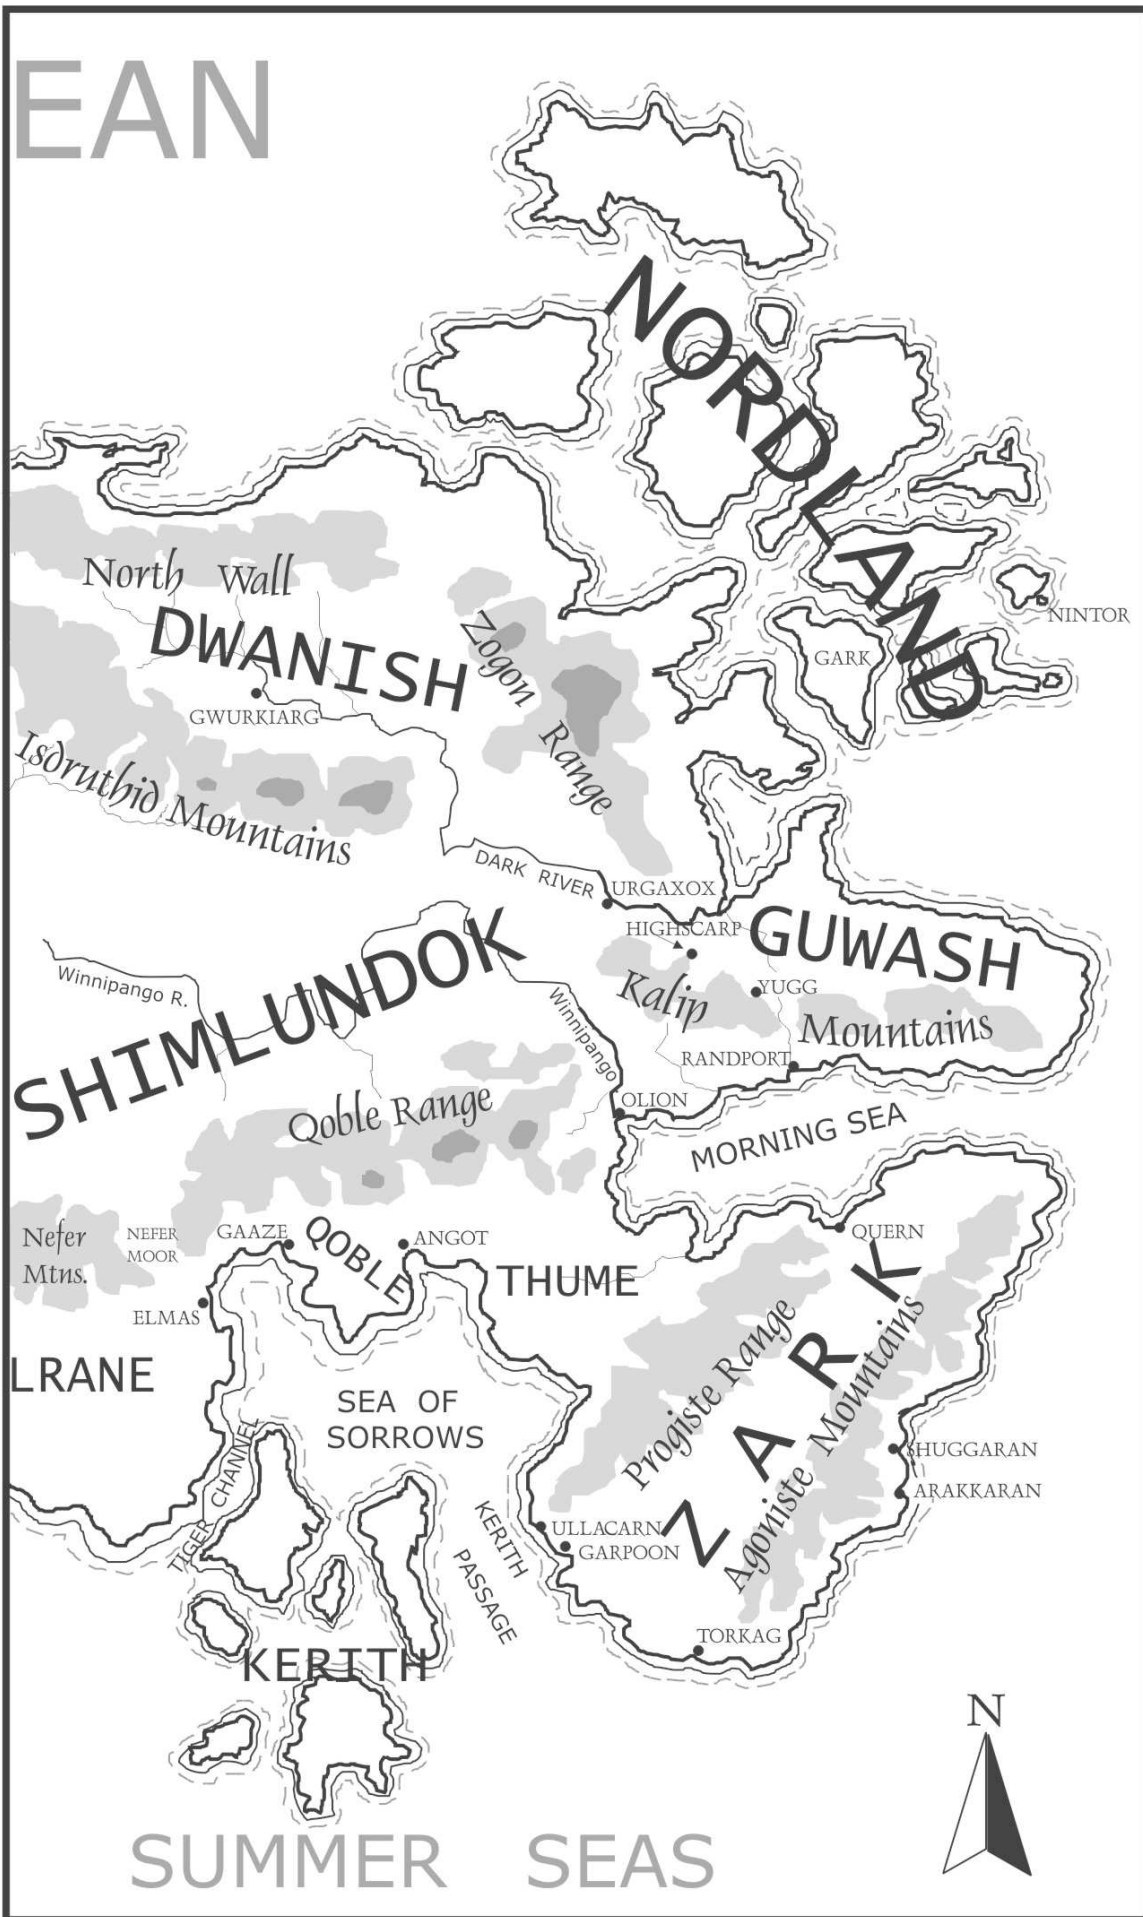 EAN
NORDLAND
North Wall
DWANISH
Zogon
Range
NINTOR
GARK
GWURKIARG
Isdruthid Mountains
DARK RIVER
URGAXOX
HIGHSCARP
GUWASH
Kalip
YUGG
Mountains
Winnipango R.
SHIMLUNDOK
Winnipango
RANDPORT
OLION
MORNING SEA
Qoble Range
Nefer
Mtns.
NEFER
MOOR
GAAZE
QOBLE
ANGOT
QUERN
THUME
ELMAS
LRANE
SEA OF
SORROWS
Progiste Range
ZARK
Agoniste Mountains
TIGER CHANNEL
SHUGGARAN
ARAKKARAN
KERITH
PASSAGE
ULLACARN
GARPOON
TORKAG
KERITH
N
SUMMER SEAS